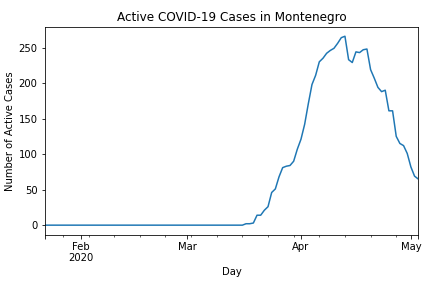 Active COVID-19 Cases in Montenegro
Number of Active Cases
250
200
150
100
50
0
Feb
2020
Mar
Apr
May
Day